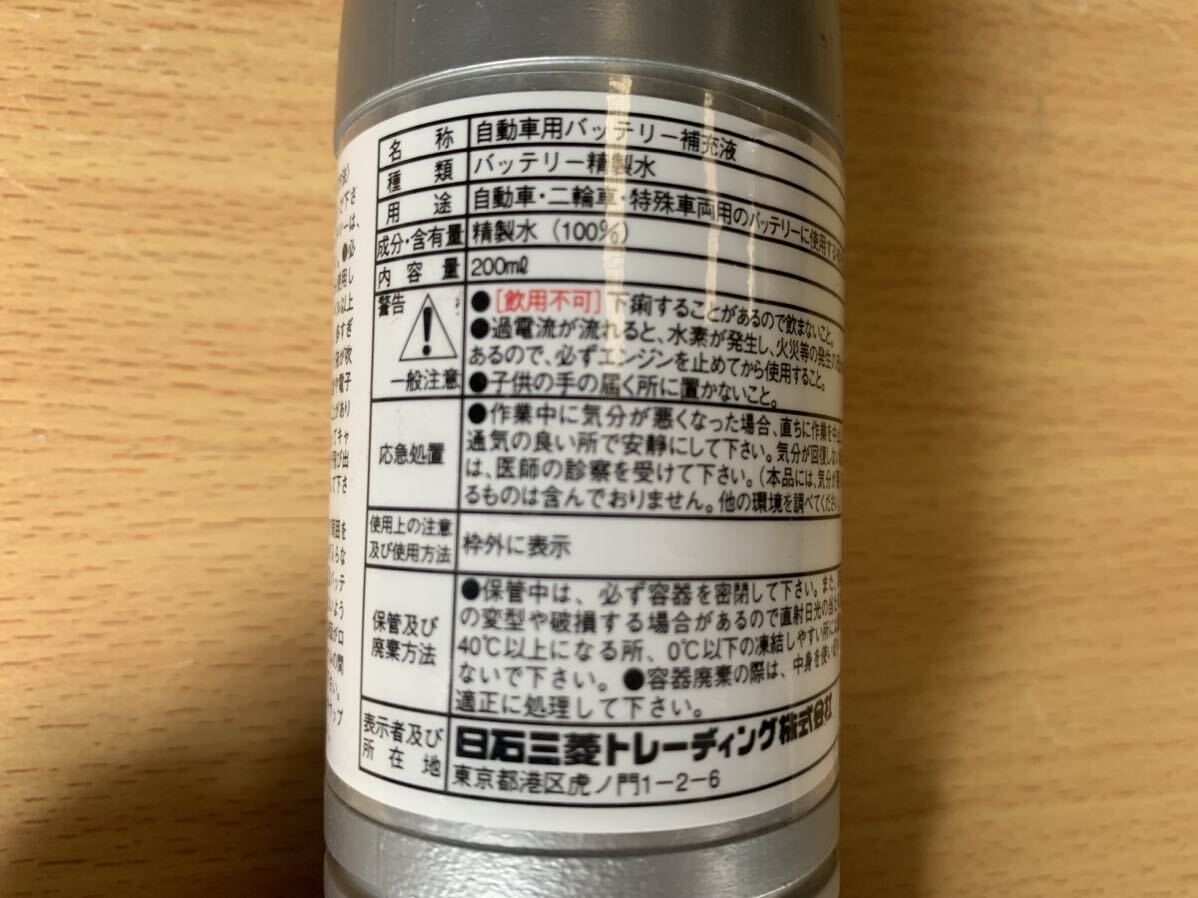 名称 自動車用バッテリー補充液
種類 バッテリー精製水
用途 自動車・二輪車・特殊車両用のバッテリーに使用する
成分・含有量 精製水（100%）
内容量 200mℓ
警告
一般注意
●［飲用不可］下痢することがあるので飲まないこと。
●過電流が流れると、水素が発生し、火災等の発生の
あるので、必ずエンジンを止めてから使用すること。
●子供の手の届く所に置かないこと。
応急処置
●作業中に気分が悪くなった場合、直ちに作業を中止
通気の良い所で安静にして下さい。気分が回復しない
は、医師の診察を受けて下さい。（本品には、気分が
るものは含んでおりません。他の環境を調べてください
使用上の注意
及び使用方法
枠外に表示
保管及び
廃棄方法
●保管中は、必ず容器を密閉して下さい。また、
の変型や破損する場合があるので直射日光の当た
40℃以上になる所、0℃以下の凍結しやすい所には
ないで下さい。●容器廃棄の際は、中身を使い切
適正に処理して下さい。
表示者及び
所在地
日石三菱トレーディング株式会社
東京都港区虎ノ門1-2-6